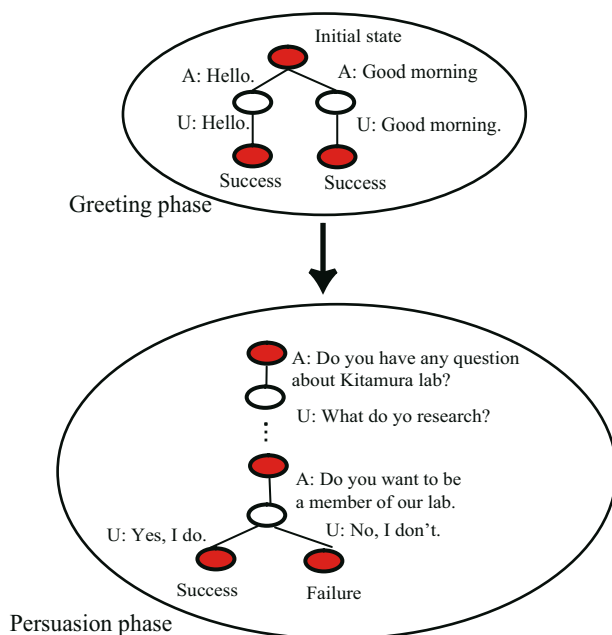 Initial state
A: Hello.
A: Good morning
U: Hello.
U: Good morning.
Success
Success
Greeting phase
A: Do you have any question
about Kitamura lab?
U: What do yo research?
A: Do you want to be
a member of our lab.
U: Yes, I do.
U: No, I don't.
Success
Failure
Persuasion phase